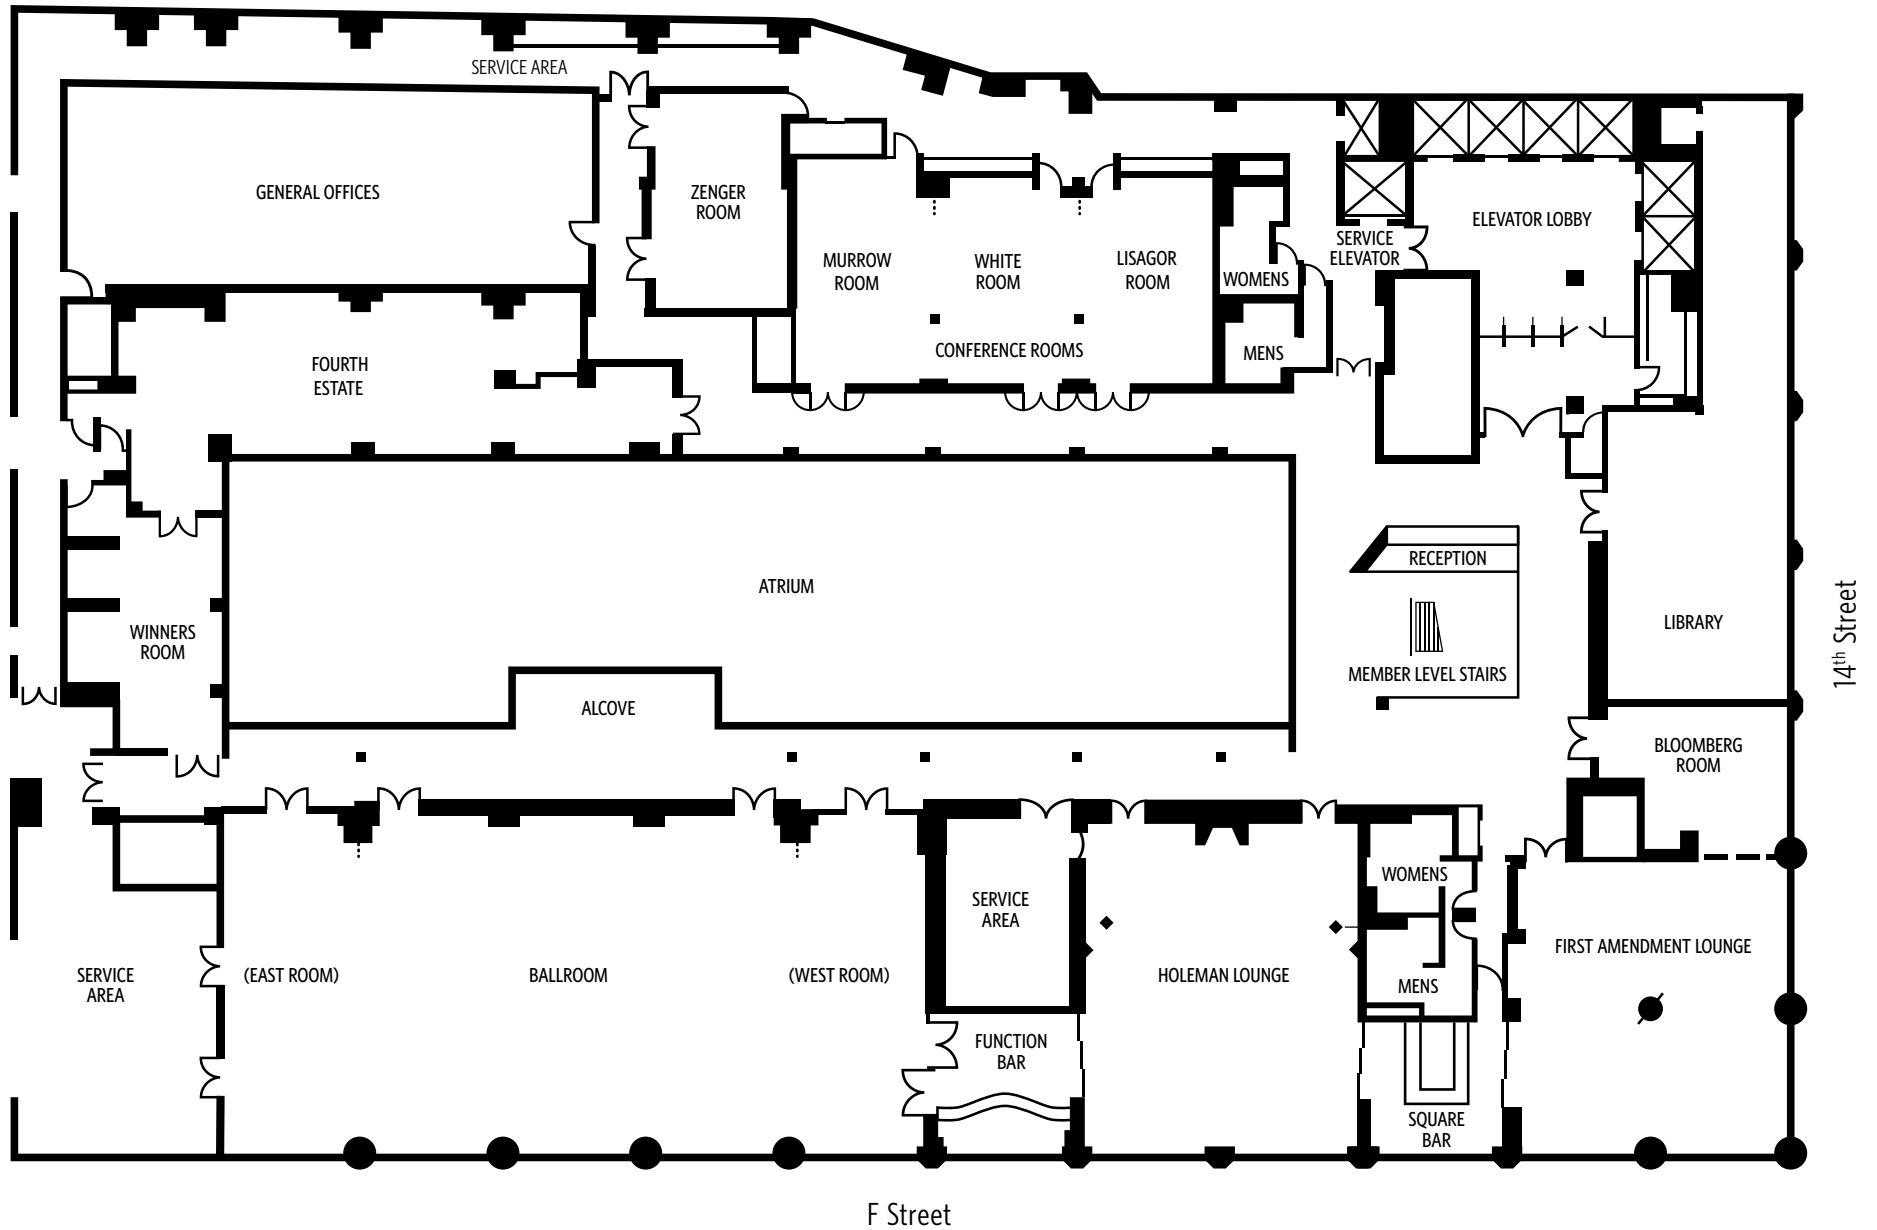 SERVICE AREA
GENERAL OFFICES
ZENGER
ROOM
MURROW
ROOM
WHITE
ROOM
LISAGOR
ROOM
WOMENS
SERVICE
ELEVATOR
ELEVATOR LOBBY
FOURTH
ESTATE
CONFERENCE ROOMS
MENS
ATRIUM
RECEPTION
MEMBER LEVEL STAIRS
LIBRARY
14th Street
WINNERS
ROOM
ALCOVE
BLOOMBERG
ROOM
SERVICE
AREA
(EAST ROOM)
BALLROOM
(WEST ROOM)
SERVICE
AREA
FUNCTION
BAR
HOLEMAN LOUNGE
WOMENS
MENS
SQUARE
BAR
FIRST AMENDMENT LOUNGE
F Street